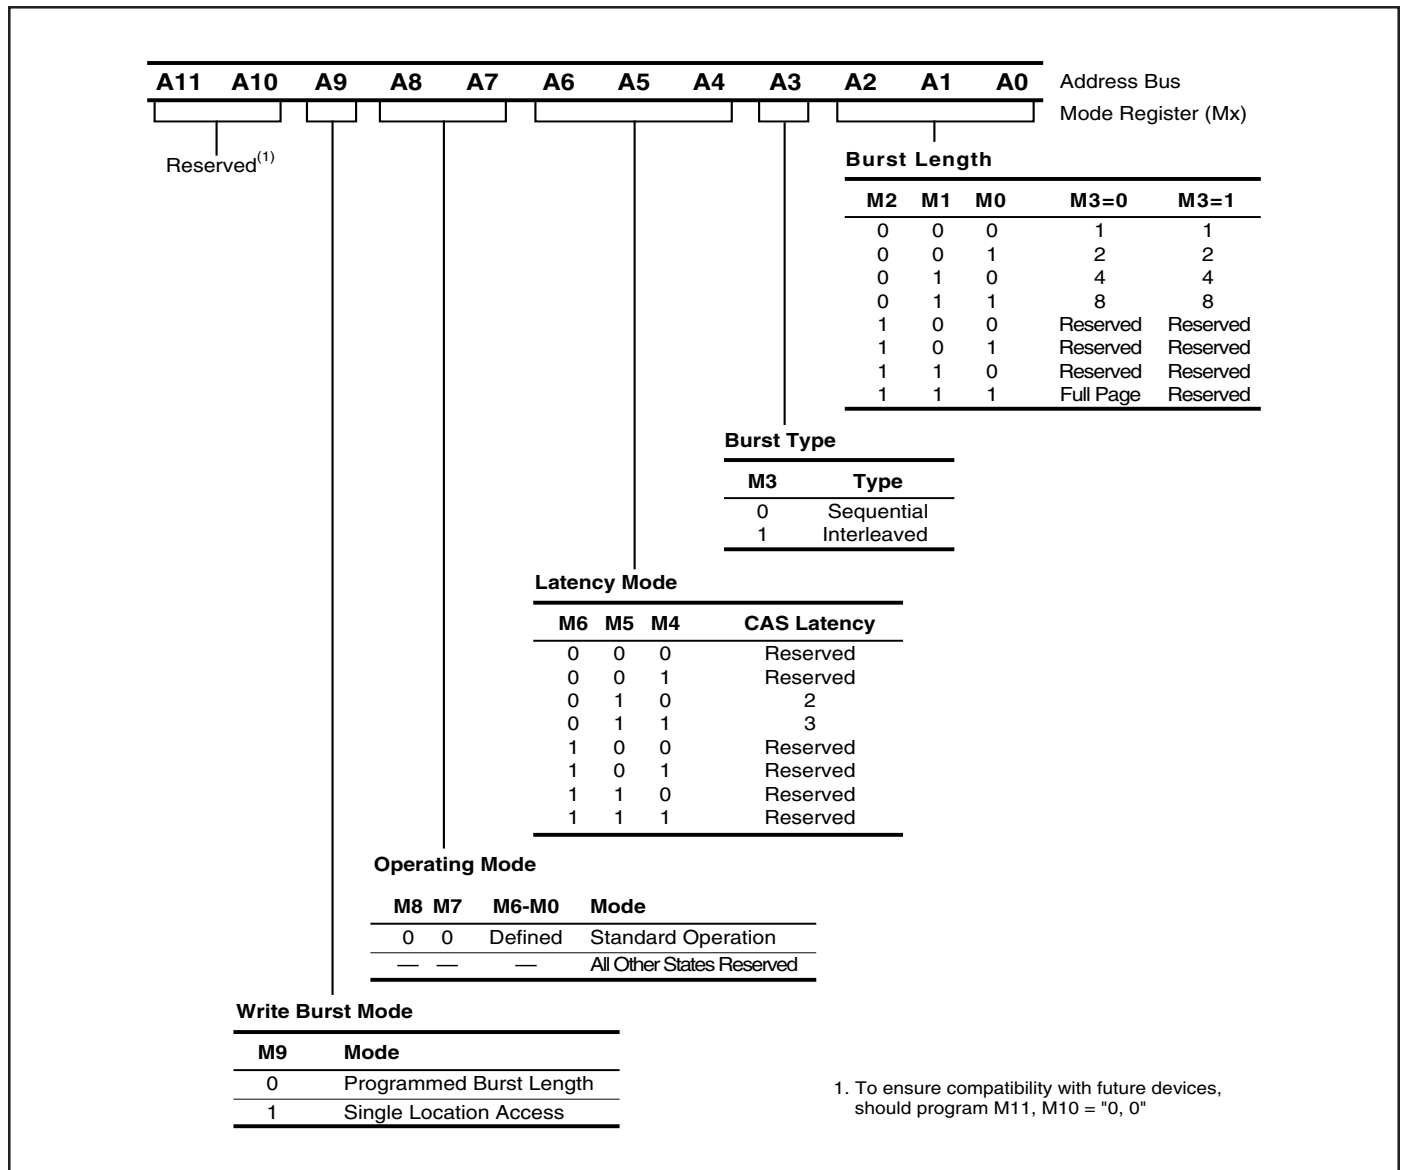 A11 A10 A9 A8 A7 A6 A5 A4 A3 A2 A1 A0 Address Bus
Mode Register (Mx)
Reserved(1)
Burst Length
M2 M1 M0 M3=0 M3=1
0 0 0 1 1
0 0 1 2 2
0 1 0 4 4
0 1 1 8 8
1 0 0 Reserved Reserved
1 0 1 Reserved Reserved
1 1 0 Reserved Reserved
1 1 1 Full Page Reserved
Burst Type
M3 Type
0 Sequential
1 Interleaved
Latency Mode
M6 M5 M4 CAS Latency
0 0 0 Reserved
0 0 1 Reserved
0 1 0 2
0 1 1 3
1 0 0 Reserved
1 0 1 Reserved
1 1 0 Reserved
1 1 1 Reserved
Operating Mode
M8 M7 M6-M0 Mode
0 0 Defined Standard Operation
— — — All Other States Reserved
Write Burst Mode
M9 Mode
0 Programmed Burst Length
1 Single Location Access
1. To ensure compatibility with future devices,
should program M11, M10 = "0, 0"